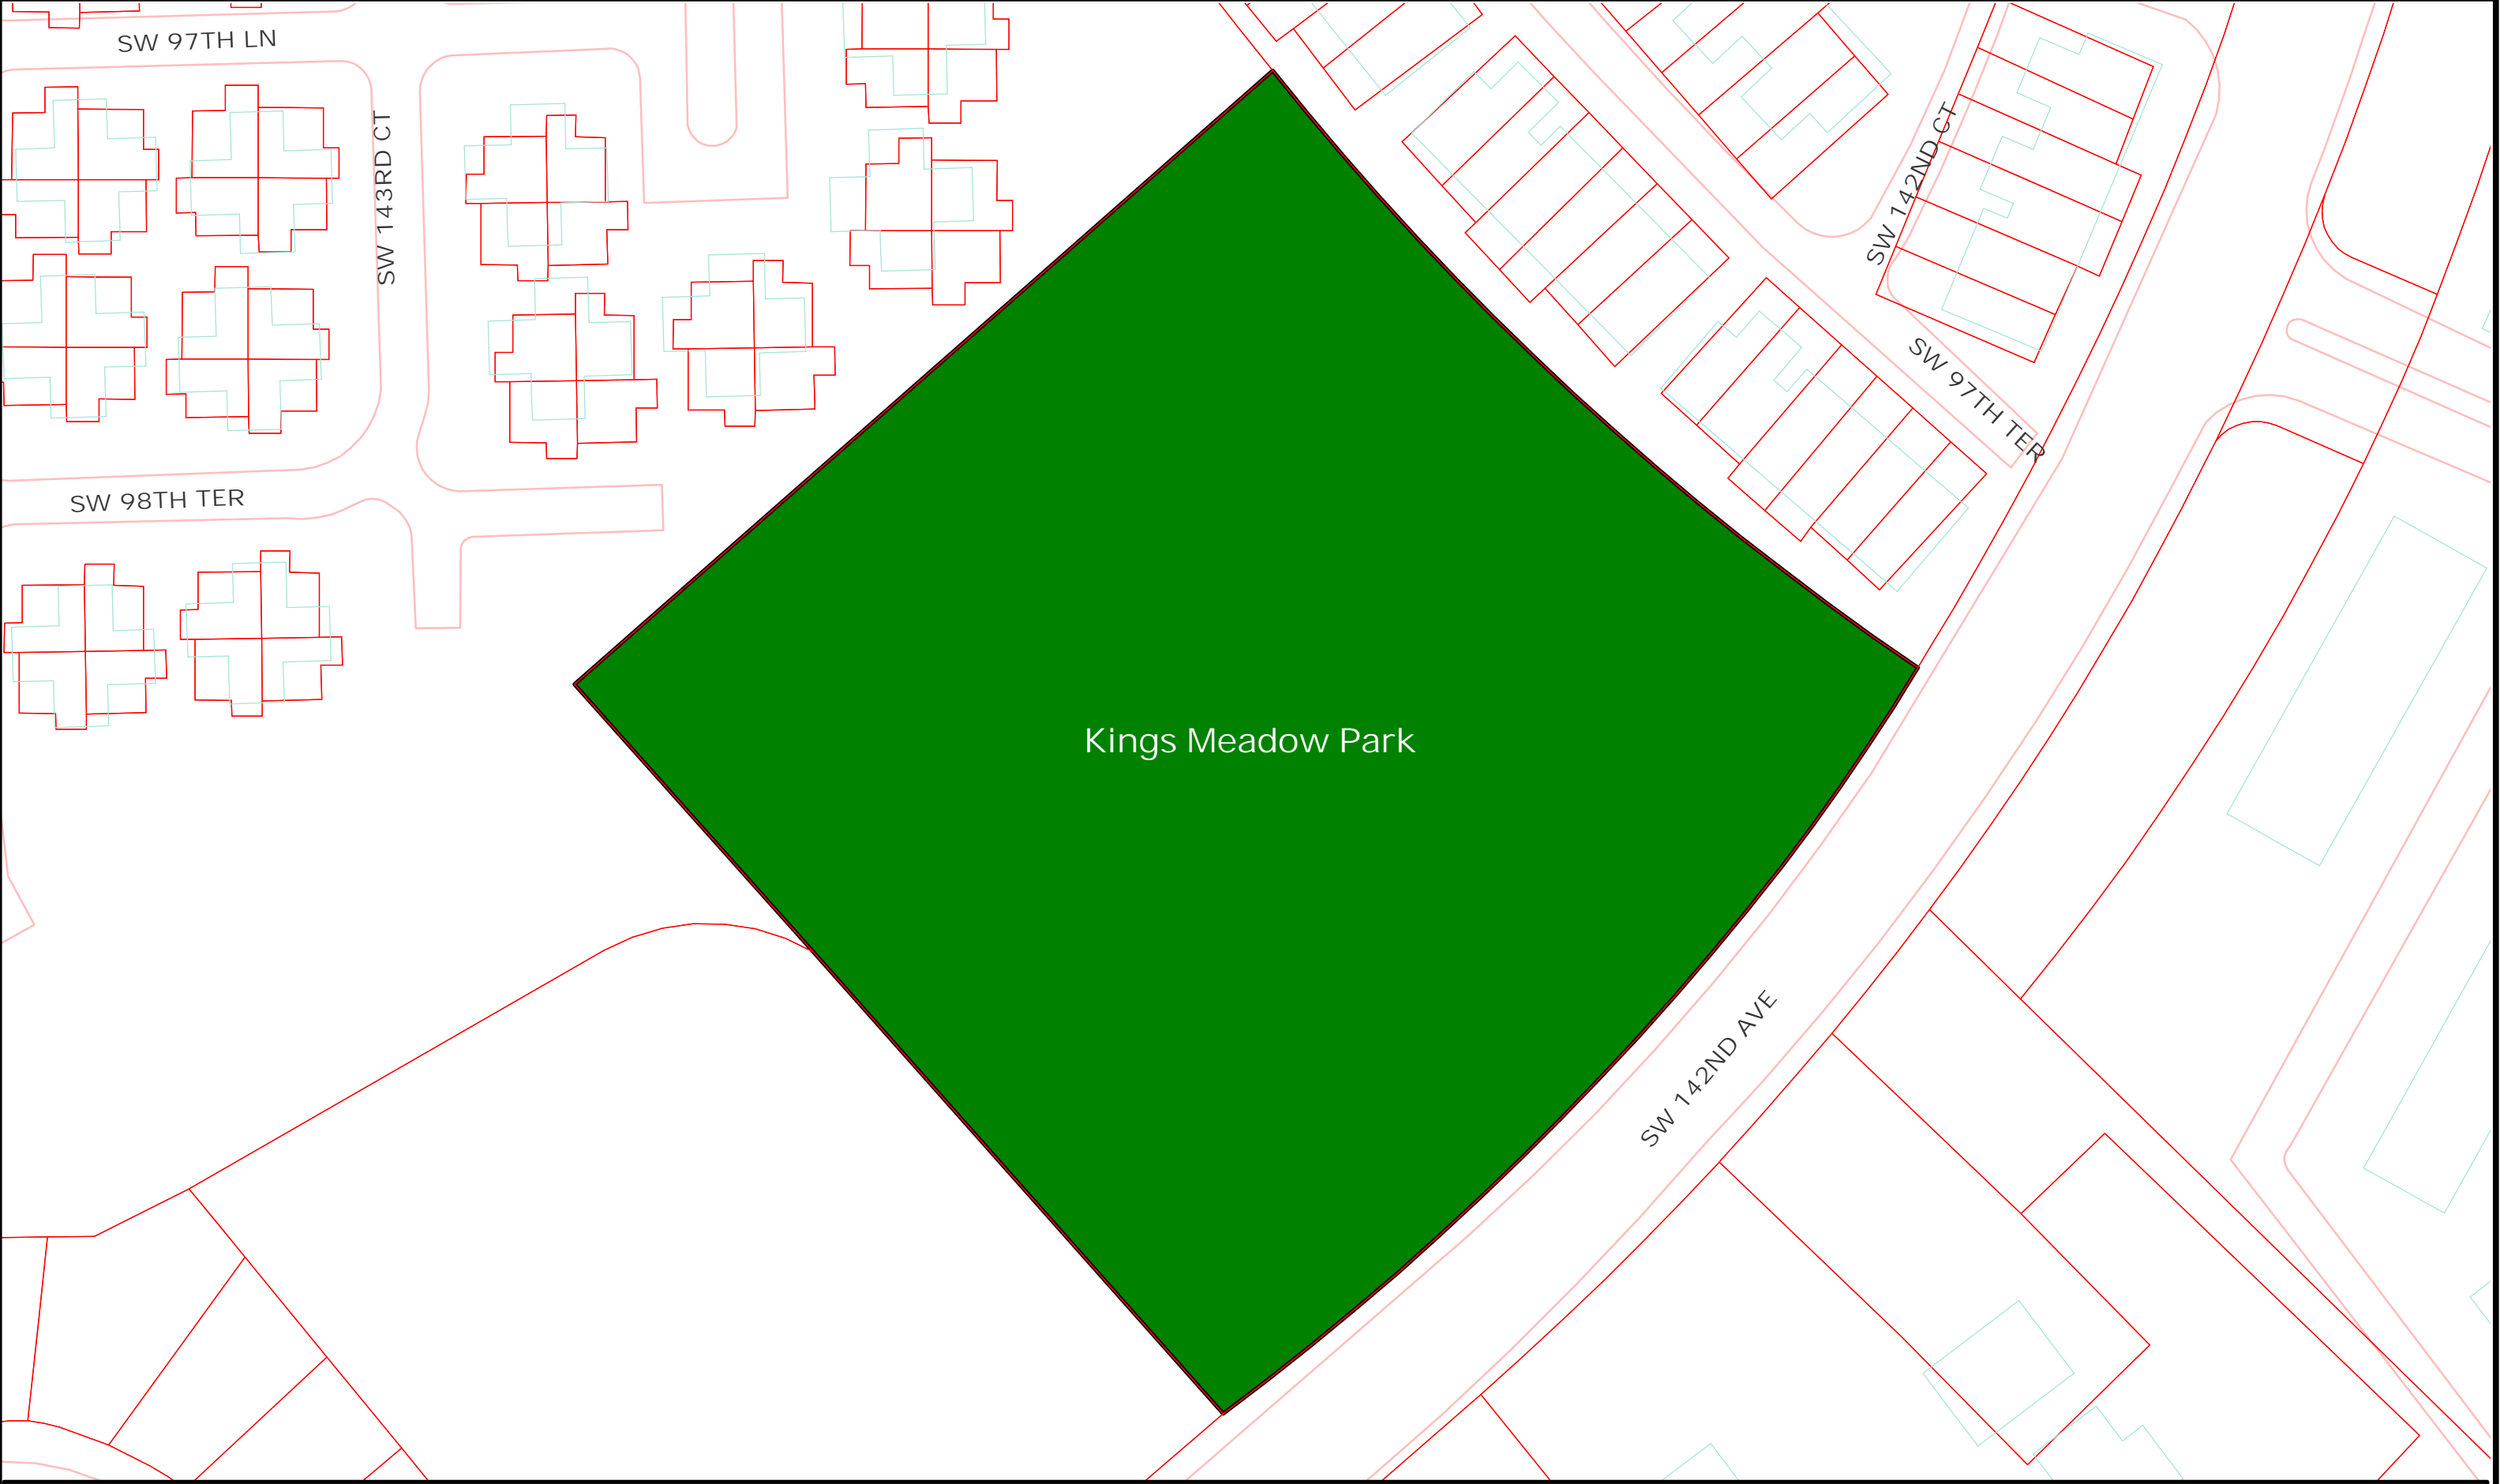 SW 97TH LN
SW 143RD CT
SW 142ND CT
SW 97TH TER
SW 98TH TER
Kings Meadow Park
SW 142ND AVE